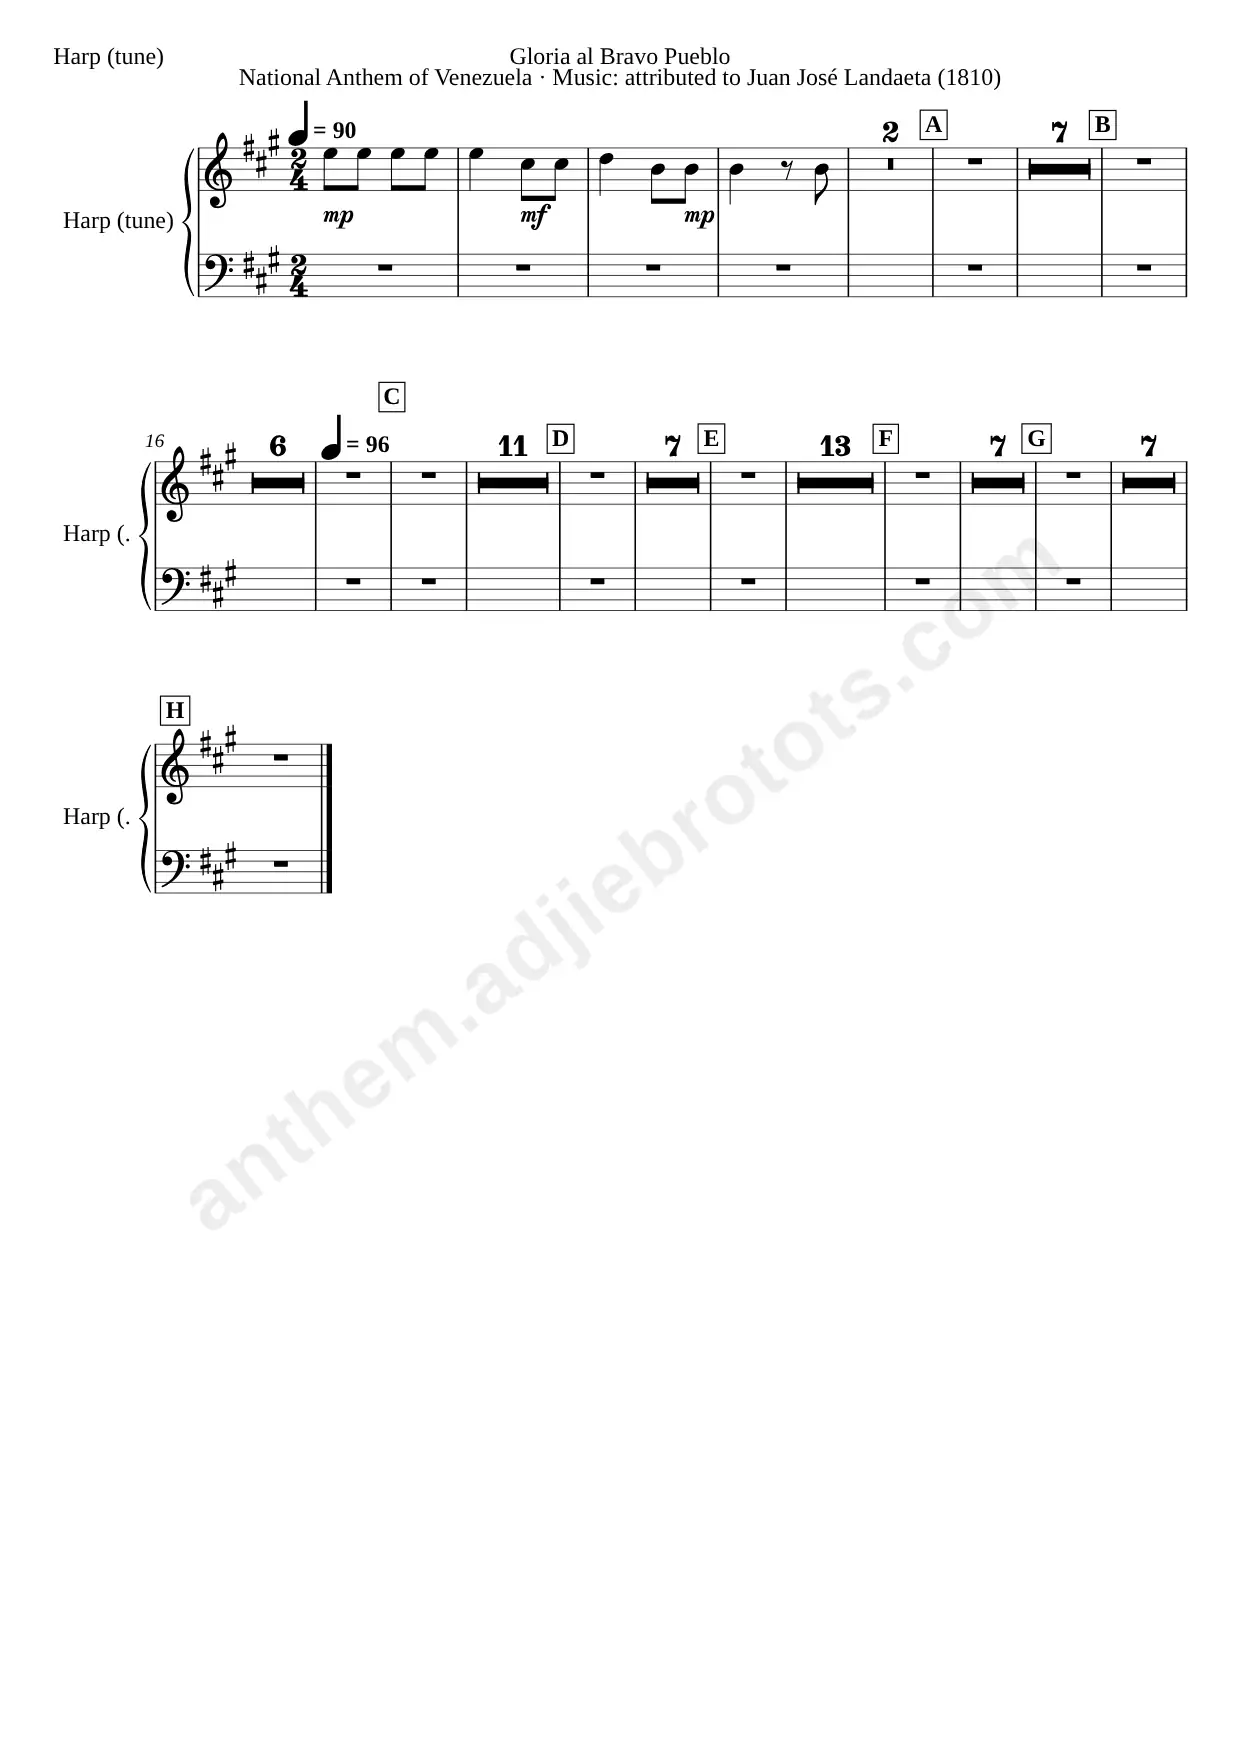 Harp (tune)
Gloria al Bravo Pueblo
National Anthem of Venezuela · Music: attributed to Juan José Landaeta (1810)
= 90
2
A
7
B
2
4
Harp (tune)
mp
mf
mp
2
4
C
16
6
= 96
11
D
7
E
13
F
7
G
7
Harp (.
H
Harp (.
anthem.adjiebrotots.com